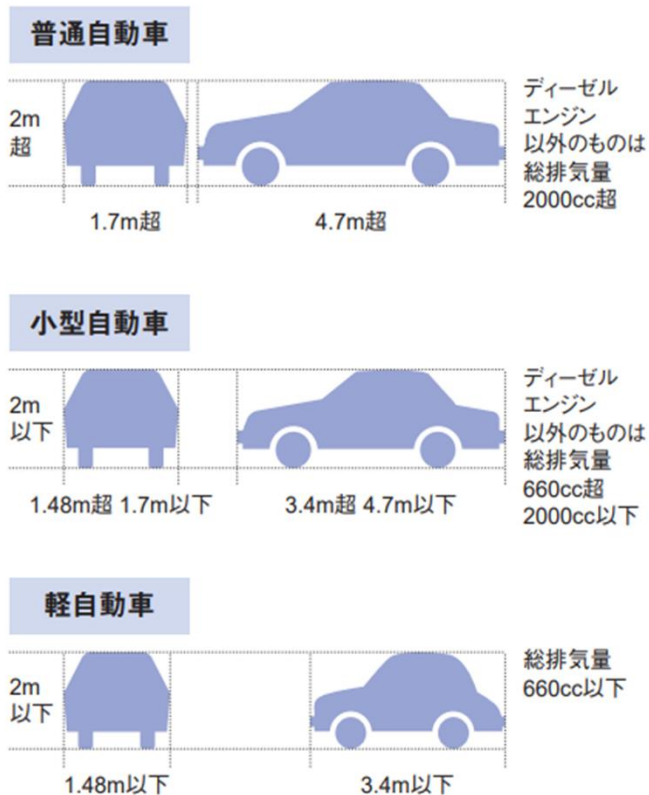 普通自動車
2m
超
1.7m超
4.7m超
ディーゼル
エンジン
以外のものは
総排気量
2000cc超
小型自動車
2m
以下
1.48m超 1.7m以下
3.4m超 4.7m以下
ディーゼル
エンジン
以外のものは
総排気量
660cc超
2000cc以下
軽自動車
2m
以下
1.48m以下
3.4m以下
総排気量
660cc以下